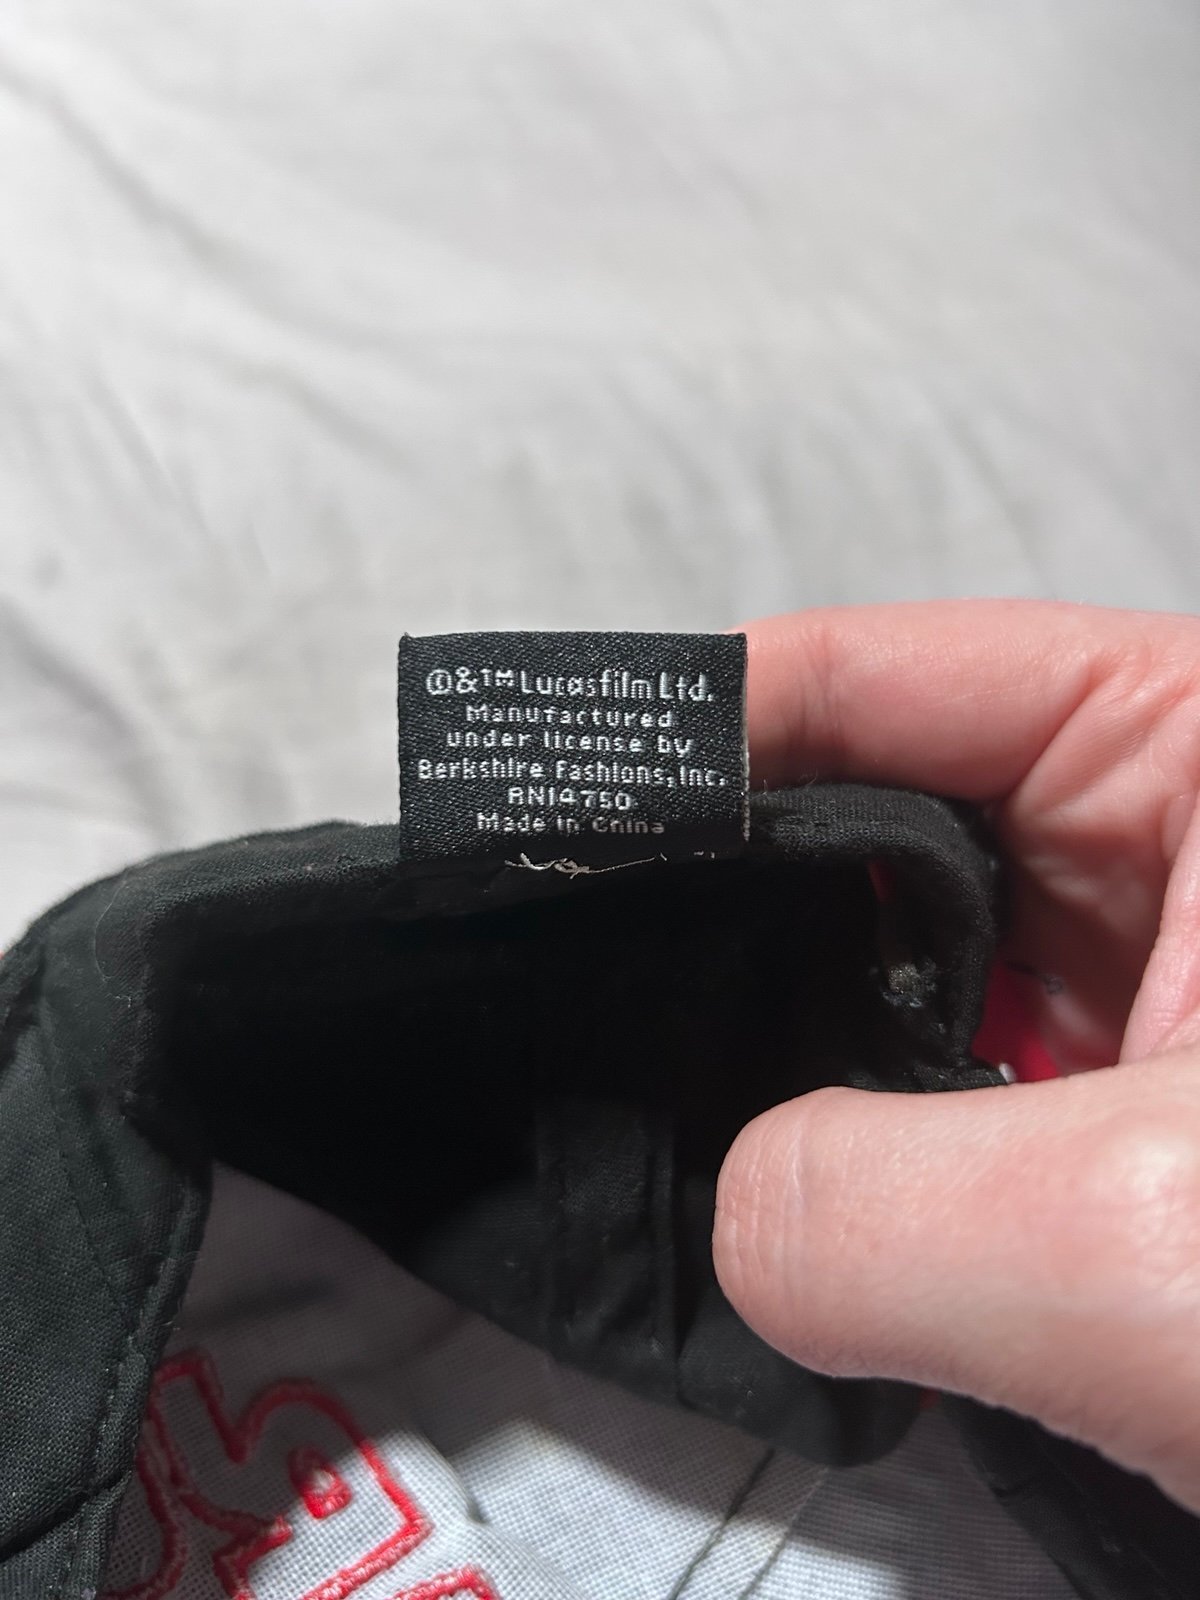 ©&™ Lucasfilm Ltd.
Manufactured
under license by
Berkshire Fashions, Inc.
RN14750
Made in China